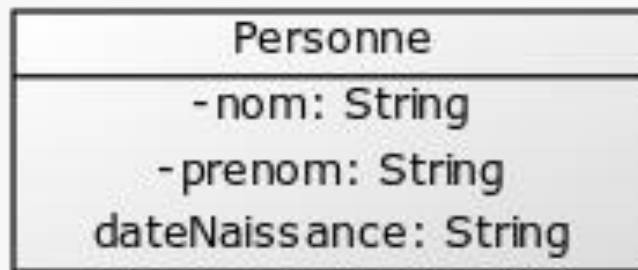 Personne
-nom: String
-prenom: String
dateNaissance: String